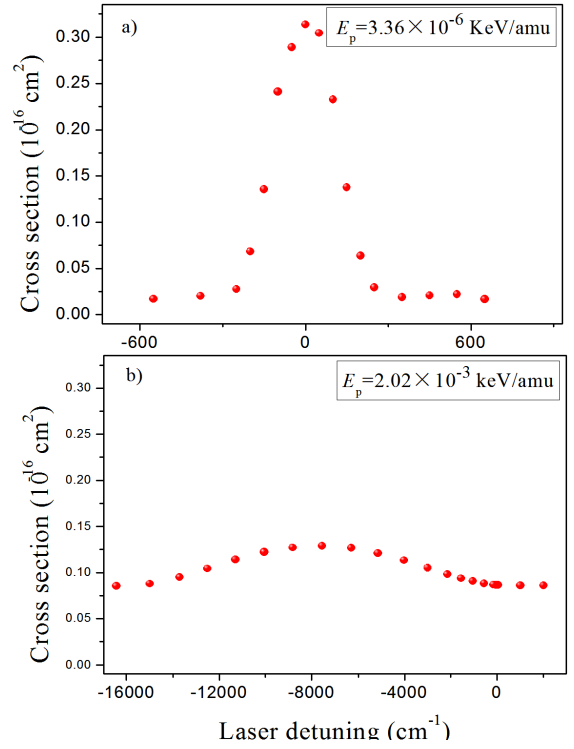 a)
E_p=3.36×10^-6 KeV/amu
Cross section (10^-16 cm^2)
0.30
0.25
0.20
0.15
0.10
0.05
0.00
-600 0 600
b)
E_p=2.02×10^-3 keV/amu
Cross section (10^-16 cm^2)
0.30
0.25
0.20
0.15
0.10
0.05
0.00
-16000 -12000 -8000 -4000 0
Laser detuning (cm^-1)